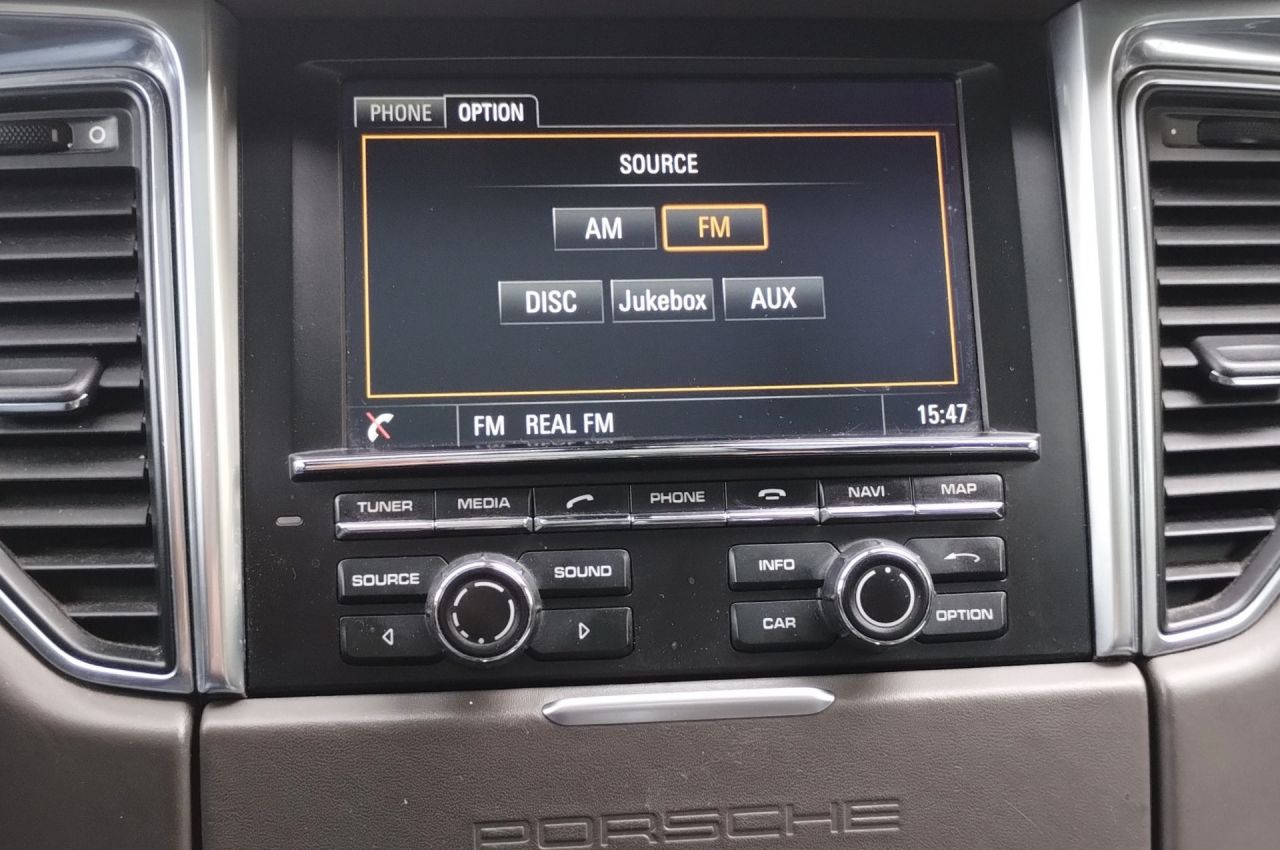 PHONE OPTION
SOURCE
AM FM
DISC Jukebox AUX
FM REAL FM 15:47
TUNER MEDIA PHONE NAVI MAP
SOURCE SOUND INFO
CAR OPTION
PORSCHE